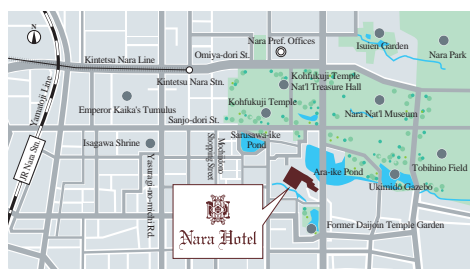 N
Nara Pref. Offices
Isuien Garden
Omiya-dori St.
Nara Park
Kintetsu Nara Line
Kintetsu Nara Stn.
Kohfukuji Temple
Nat'l Treasure Hall
Yamatoji Line
Emperor Kaika's Tumulus
Kohfukuji Temple
Nara Nat'l Museum
Sanjo-dori St.
Isagawa Shrine
Sarusawa-ike
Pond
Mochiidono
Shopping Street
JR Nara Stn.
Yasuragi-no-michi Rd.
Ara-ike Pond
Tobihino Field
Ukimido Gazebo
Nara Hotel
Former Daijoin Temple Garden